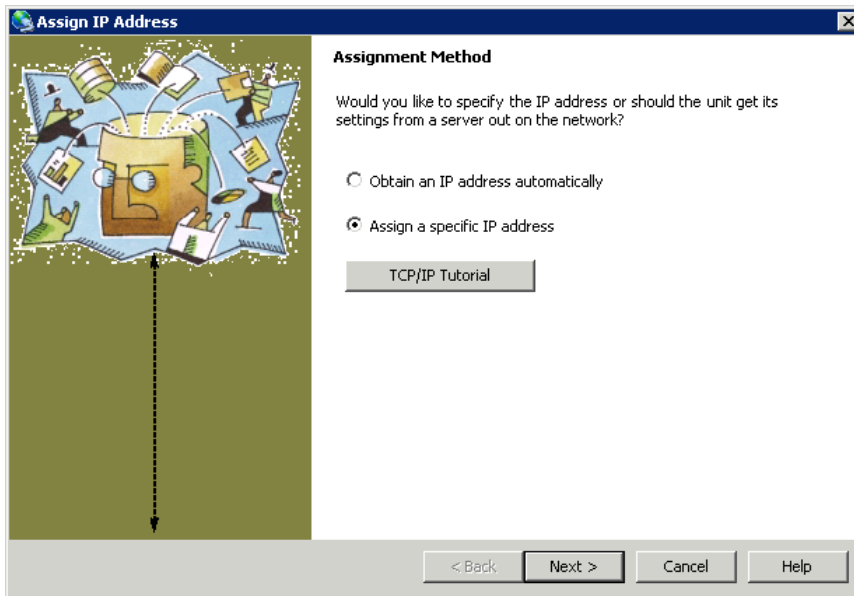 Assign IP Address
Assignment Method
Would you like to specify the IP address or should the unit get its
settings from a server out on the network?
Obtain an IP address automatically
Assign a specific IP address
TCP/IP Tutorial
< Back
Next >
Cancel
Help